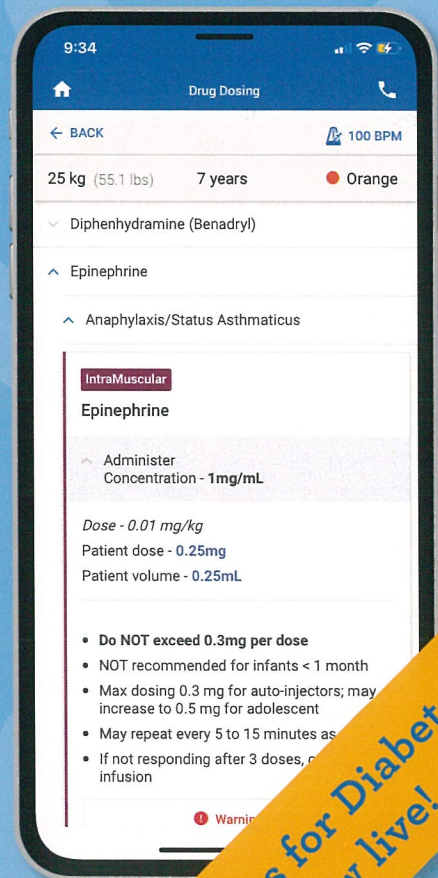 9:34
Drug Dosing
← BACK
100 BPM
25 kg (55.1 lbs) 7 years Orange
Diphenhydramine (Benadryl)
Epinephrine
Anaphylaxis/Status Asthmaticus
IntraMuscular
Epinephrine
Administer
Concentration - 1mg/mL
Dose - 0.01 mg/kg
Patient dose - 0.25mg
Patient volume - 0.25mL
• Do NOT exceed 0.3mg per dose
• NOT recommended for infants < 1 month
• Max dosing 0.3 mg for auto-injectors; may
increase to 0.5 mg for adolescent
• May repeat every 5 to 15 minutes as
• If not responding after 3 doses,
infusion
for Diabet
live!